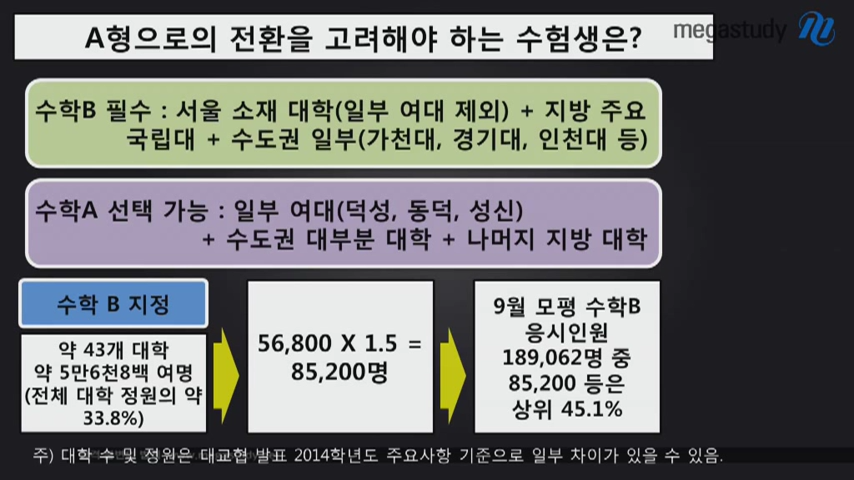 A형으로의 전환을 고려해야 하는 수험생은?
megastudy
수학B 필수 : 서울 소재 대학(일부 여대 제외) + 지방 주요
국립대 + 수도권 일부(가천대, 경기대, 인천대 등)
수학A 선택 가능 : 일부 여대(덕성, 동덕, 성신)
+ 수도권 대부분 대학 + 나머지 지방 대학
수학 B 지정
약 43개 대학
약 5만6천8백 여명
(전체 대학 정원의 약
33.8%)
56,800 X 1.5 =
85,200명
9월 모평 수학B
응시인원
189,062명 중
85,200 등은
상위 45.1%
주) 대학 수 및 정원은 대교협 발표 2014학년도 주요사항 기준으로 일부 차이가 있을 수 있음.